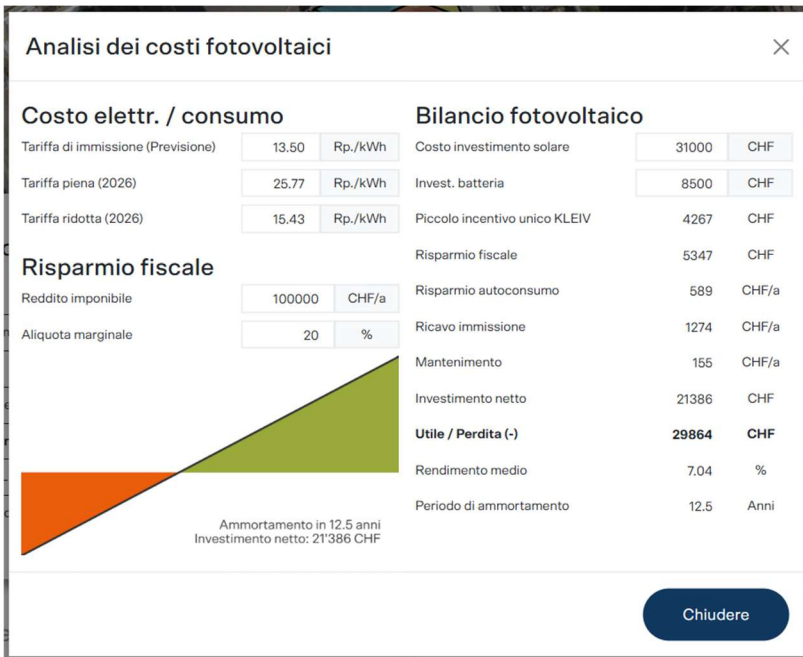 Analisi dei costi fotovoltaici
Costo elettr. / consumo
Tariffa di immissione (Previsione) 13.50 Rp./kWh
Tariffa piena (2026) 25.77 Rp./kWh
Tariffa ridotta (2026) 15.43 Rp./kWh
Risparmio fiscale
Reddito imponibile 100000 CHF/a
Aliquota marginale 20 %
Ammortamento in 12.5 anni
Investimento netto: 21'386 CHF
Bilancio fotovoltaico
Costo investimento solare 31000 CHF
Invest. batteria 8500 CHF
Piccolo incentivo unico KLEIV 4267 CHF
Risparmio fiscale 5347 CHF
Risparmio autoconsumo 589 CHF/a
Ricavo immissione 1274 CHF/a
Mantenimento 155 CHF/a
Investimento netto 21386 CHF
Utile / Perdita (-) 29864 CHF
Rendimento medio 7.04 %
Periodo di ammortamento 12.5 Anni
Chiudere